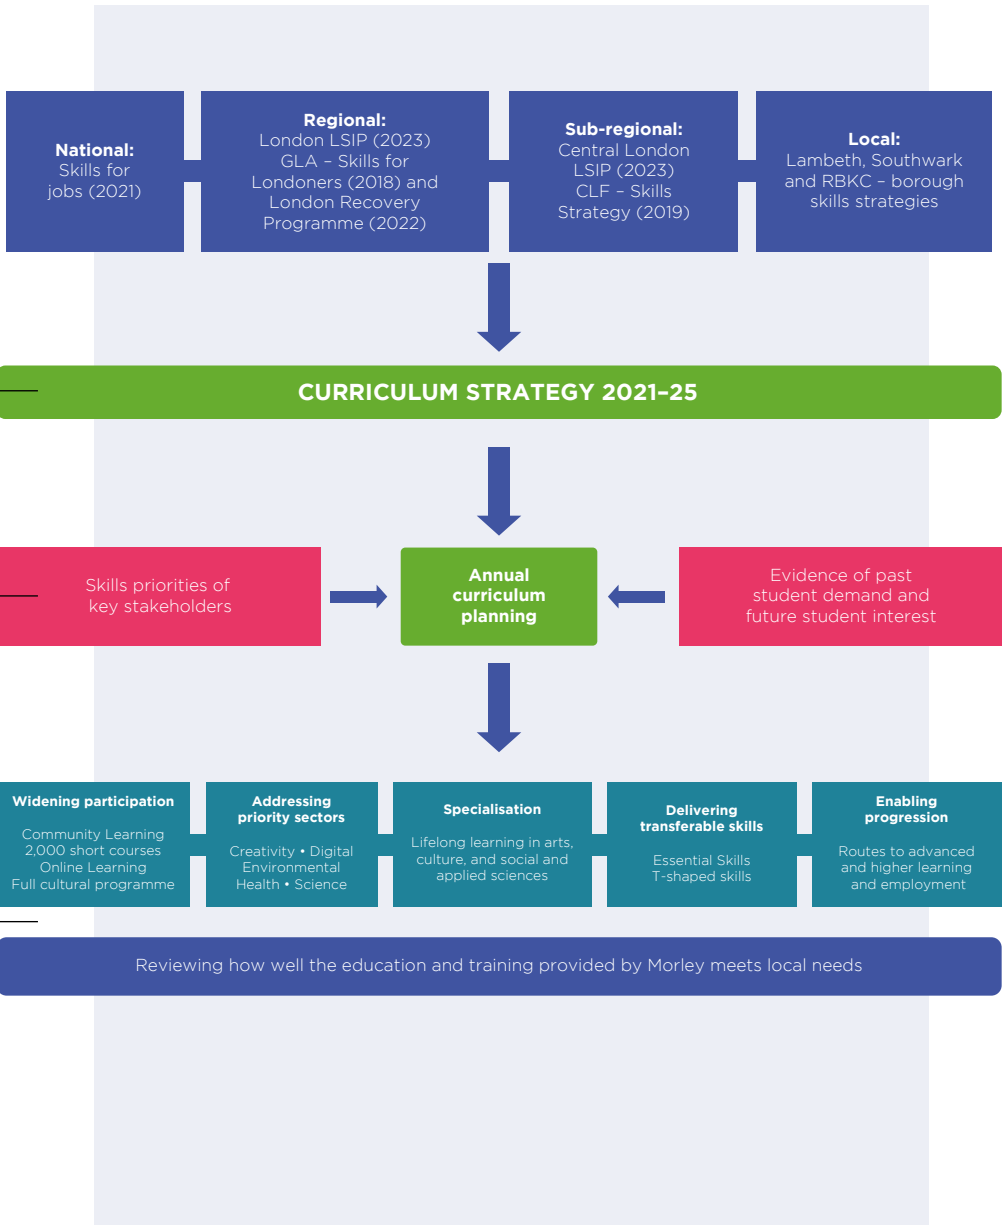 National:
Skills for
jobs (2021)
Regional:
London LSIP (2023)
GLA – Skills for
Londoners (2018) and
London Recovery
Programme (2022)
Sub-regional:
Central London
LSIP (2023)
CLF – Skills
Strategy (2019)
Local:
Lambeth, Southwark
and RBKC – borough
skills strategies
CURRICULUM STRATEGY 2021–25
Skills priorities of
key stakeholders
Annual
curriculum
planning
Evidence of past
student demand and
future student interest
Widening participation
Community Learning
2,000 short courses
Online Learning
Full cultural programme
Addressing
priority sectors
Creativity • Digital
Environmental
Health • Science
Specialisation
Lifelong learning in arts,
culture, and social and
applied sciences
Delivering
transferable skills
Essential Skills
T-shaped skills
Enabling
progression
Routes to advanced
and higher learning
and employment
Reviewing how well the education and training provided by Morley meets local needs